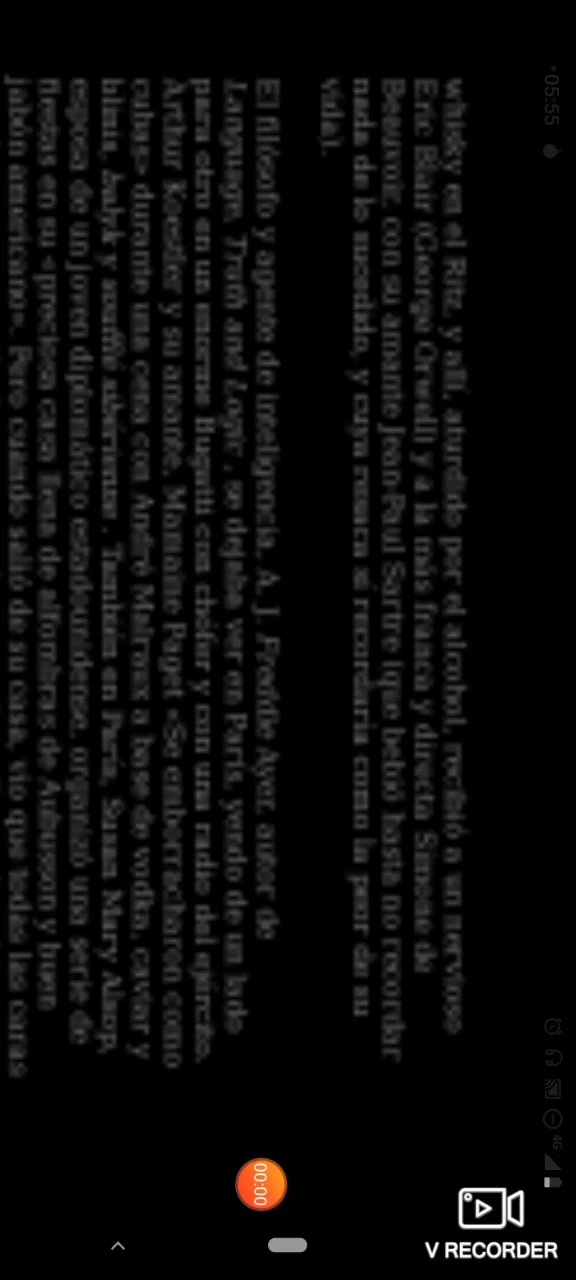 05:55
4G
whisky en el Ritz, y allí, aturdido por el alcohol, recibió a un nervioso
Eric Blair (George Orwell) y a la más franca y directa Simone de
Beauvoir, con su amante Jean-Paul Sartre (que bebió hasta no recordar
nada de lo sucedido, y cuya resaca sí recordaría como la peor de su
vida).
El filósofo y agente de inteligencia, A. J. Freddie Ayer, autor de
Language, Truth and Logic, se dejaba ver en París, yendo de un lado
para otro en un enorme Bugatti con chófer y con una radio del ejército.
Arthur Koestler y su amante, Mamaine Paget «Se emborracharon como
cubas» durante una cena con André Malraux a base de vodka, caviar y
blinis, balyk y soufflé sibérienne. También en París, Susan Mary Alsop,
esposa de un joven diplomático estadounidense, organizó una serie de
fiestas en su «preciosa casa llena de alfombras de Aubusson y buen
jabón americano». Pero cuando salió de su casa, vio que todas las caras
00:00
V RECORDER